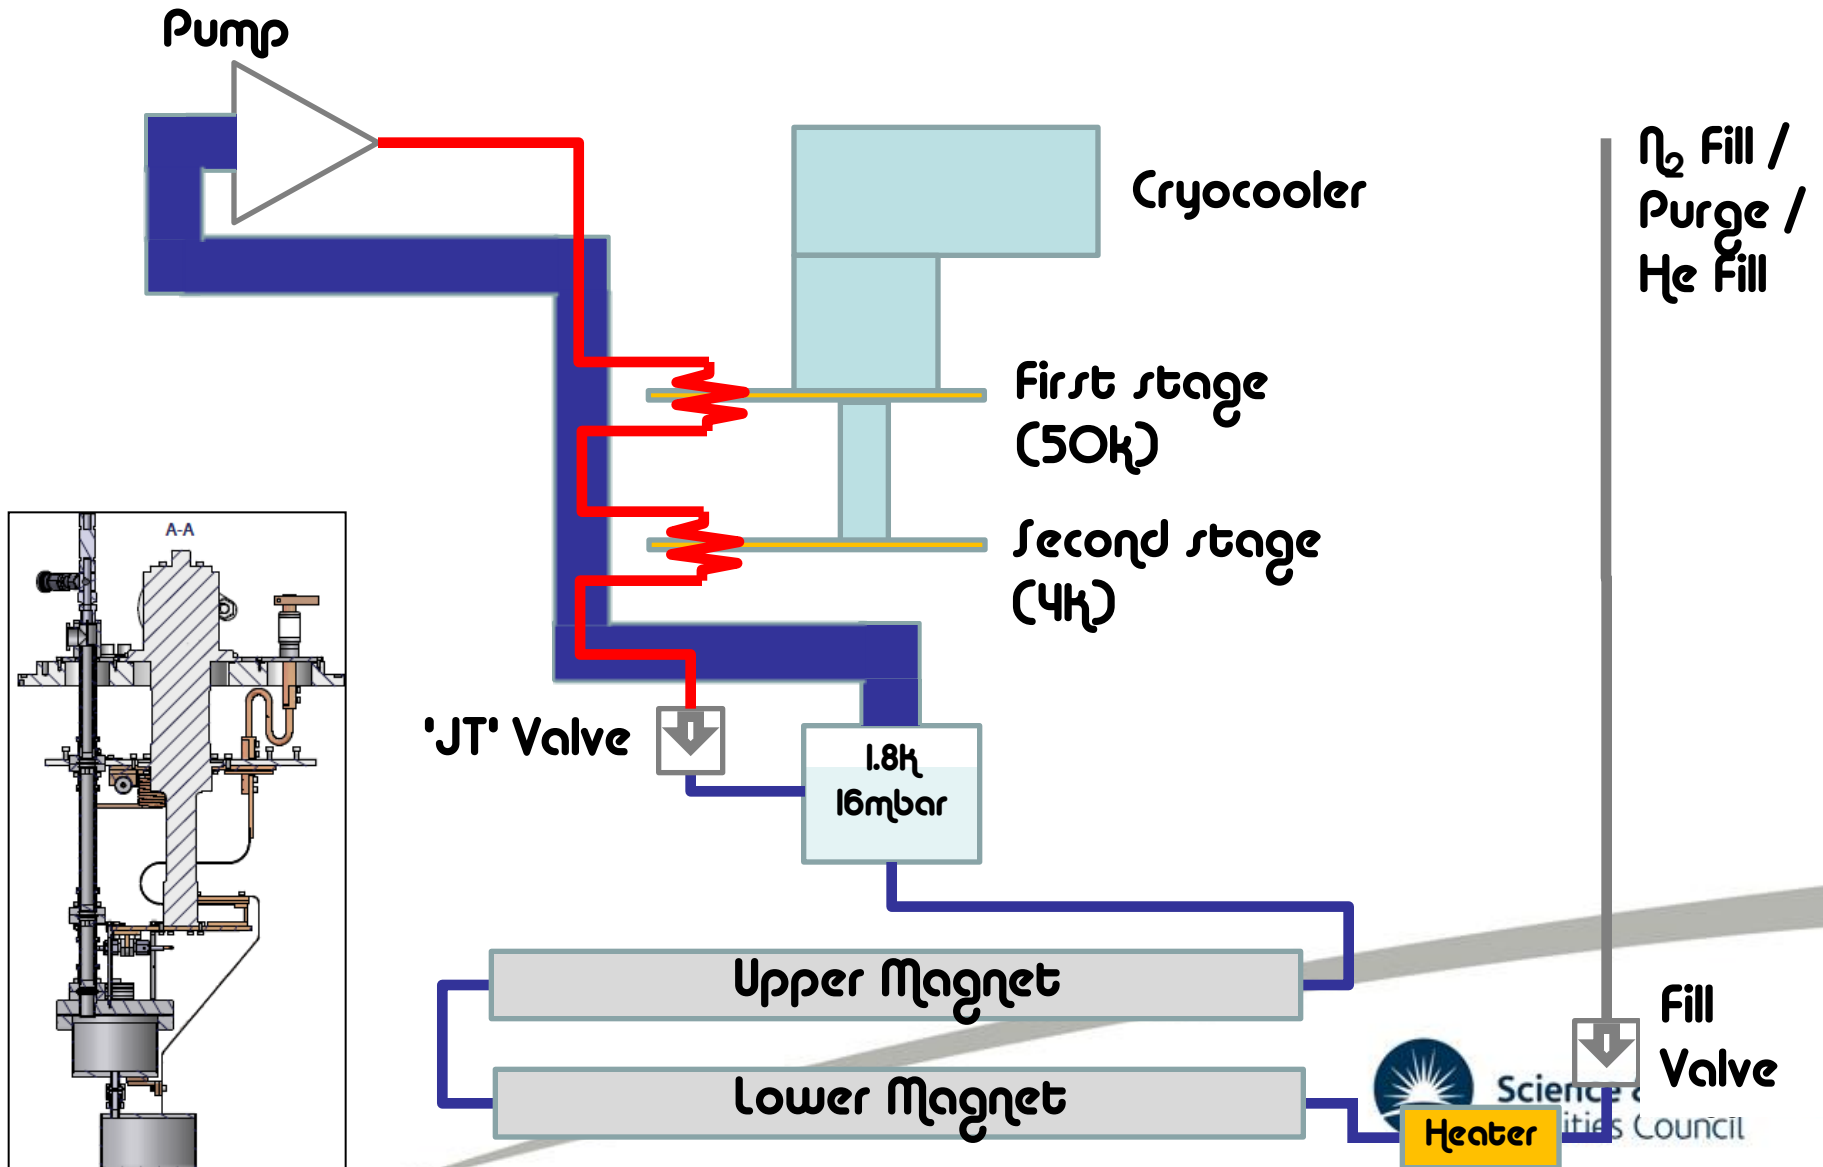 Pump
Cryocooler
N₂ Fill /
Purge /
He Fill
First stage
(50K)
Second stage
(4K)
A-A
'JT' Valve
1.8K
16mbar
Upper Magnet
Lower Magnet
Fill
Valve
Heater
Science &
ities Council